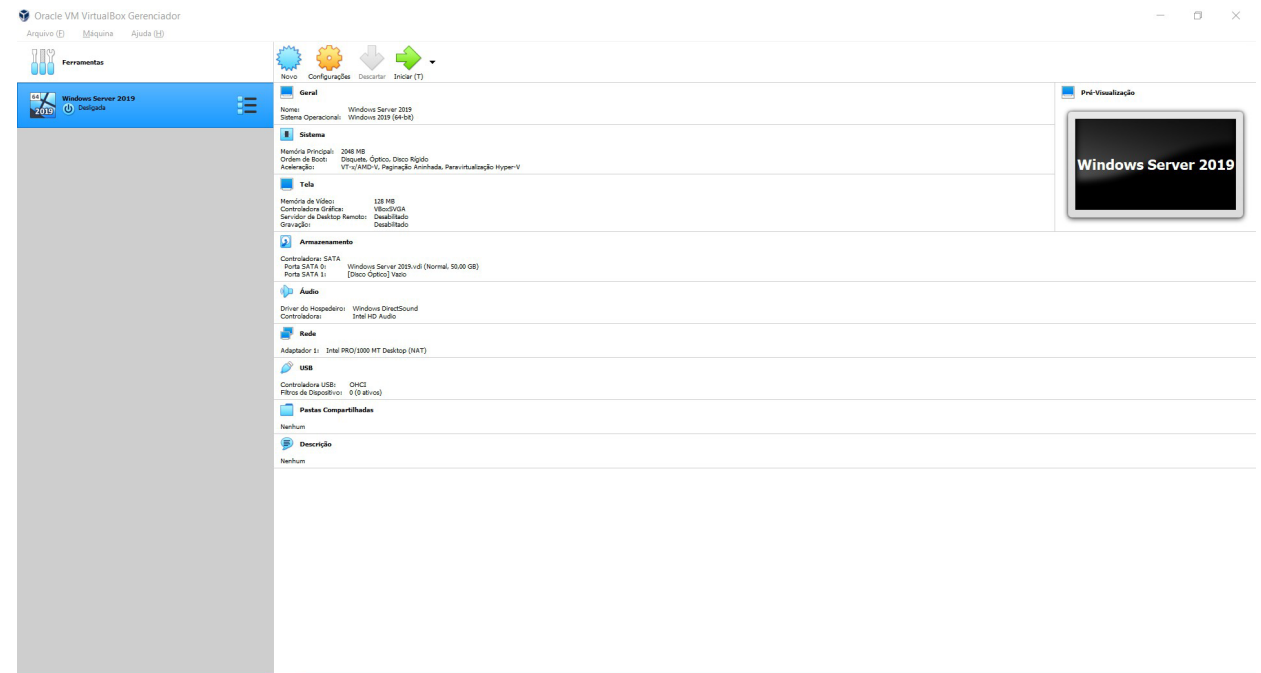 Oracle VM VirtualBox Gerenciador
Arquivo (F) Máquina Ajuda (H)
Ferramentas
Novo Configurações Descartar Iniciar (T)
64 2019 Windows Server 2019
Desligada
Geral
Nome: Windows Server 2019
Sistema Operacional: Windows 2019 (64-bit)
Sistema
Memória Principal: 2048 MB
Ordem de Boot: Disquete, Óptico, Disco Rígido
Aceleração: VT-x/AMD-V, Paginação Aninhada, Paravirtualização Hyper-V
Tela
Memória de Vídeo: 128 MB
Controladora Gráfica: VBoxSVGA
Servidor de Desktop Remoto: Desabilitado
Gravação: Desabilitado
Armazenamento
Controladora: SATA
Porta SATA 0: Windows Server 2019.vdi (Normal, 50,00 GB)
Porta SATA 1: [Disco Óptico] Vazio
Áudio
Driver do Hospedeiro: Windows DirectSound
Controladora: Intel HD Audio
Rede
Adaptador 1: Intel PRO/1000 MT Desktop (NAT)
USB
Controladora USB: OHCI
Filtros de Dispositivo: 0 (0 ativos)
Pastas Compartilhadas
Nenhum
Descrição
Nenhum
Pré-Visualização
Windows Server 2019